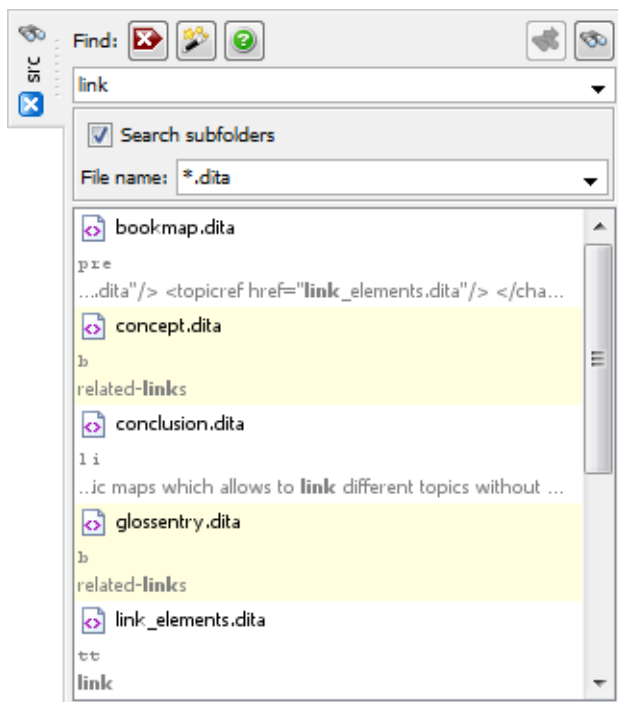 src
Find:
link
Search subfolders
File name: *.dita
bookmap.dita
pre
...dita"/> <topicref href="link_elements.dita"/> </cha...
concept.dita
b
related-links
conclusion.dita
li
...ic maps which allows to link different topics without ...
glossentry.dita
b
related-links
link_elements.dita
tt
link